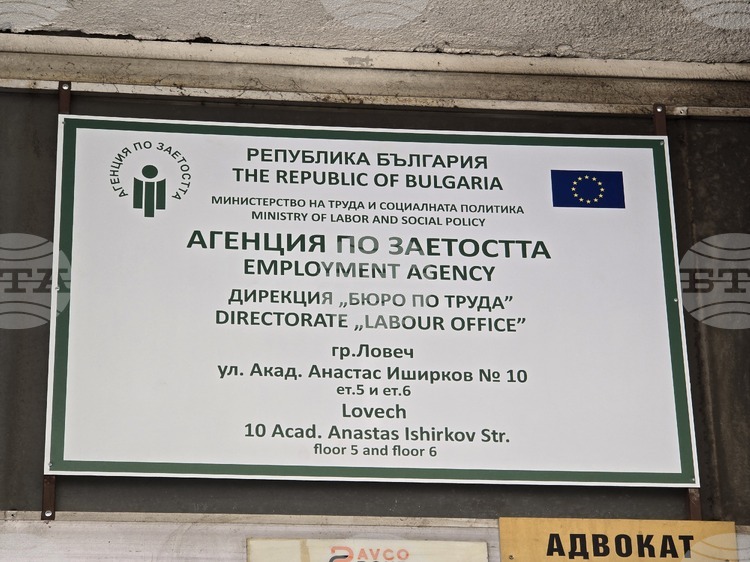 АГЕНЦИЯ ПО ЗАЕТОСТТА
РЕПУБЛИКА БЪЛГАРИЯ
THE REPUBLIC OF BULGARIA
МИНИСТЕРСТВО НА ТРУДА И СОЦИАЛНАТА ПОЛИТИКА
MINISTRY OF LABOR AND SOCIAL POLICY
АГЕНЦИЯ ПО ЗАЕТОСТТА
EMPLOYMENT AGENCY
ДИРЕКЦИЯ „БЮРО ПО ТРУДА”
DIRECTORATE „LABOUR OFFICE”
гр.Ловеч
ул. Акад. Анастас Иширков № 10
ет.5 и ет.6
Lovech
10 Acad. Anastas Ishirkov Str.
floor 5 and floor 6
АДВОКАТ
БТА